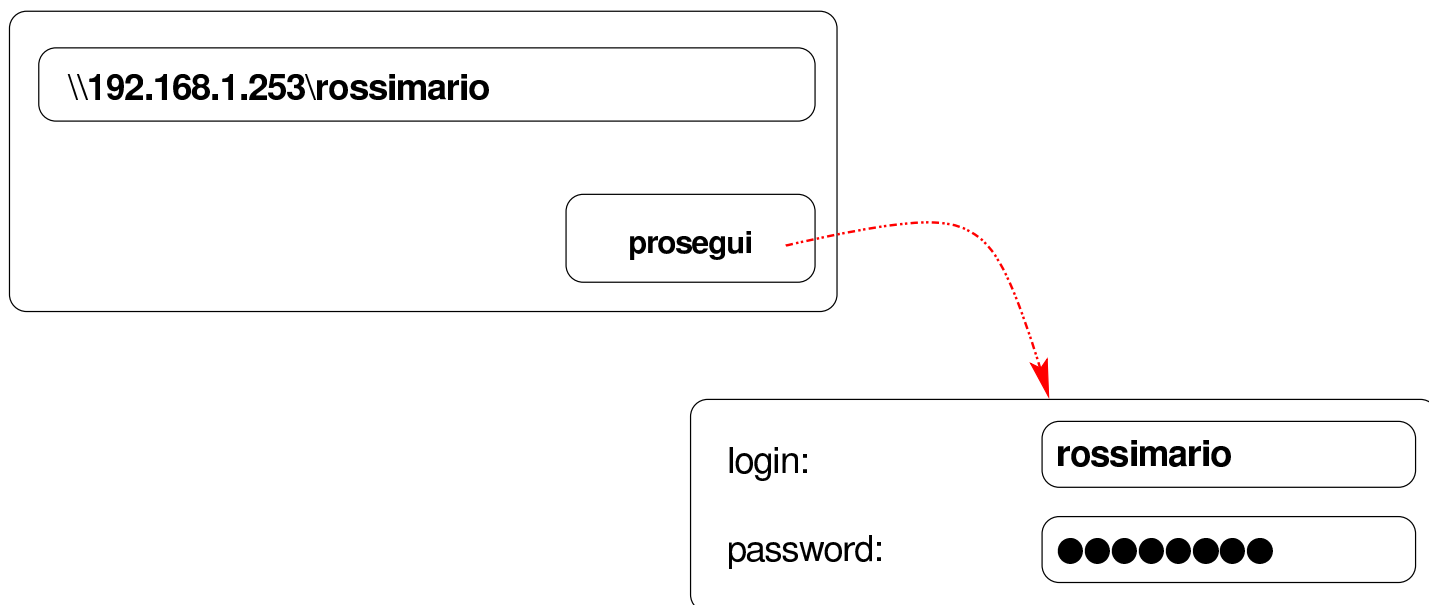 \\192.168.1.253\rossimario
prosegui
login: rossimario
password: ●●●●●●●●